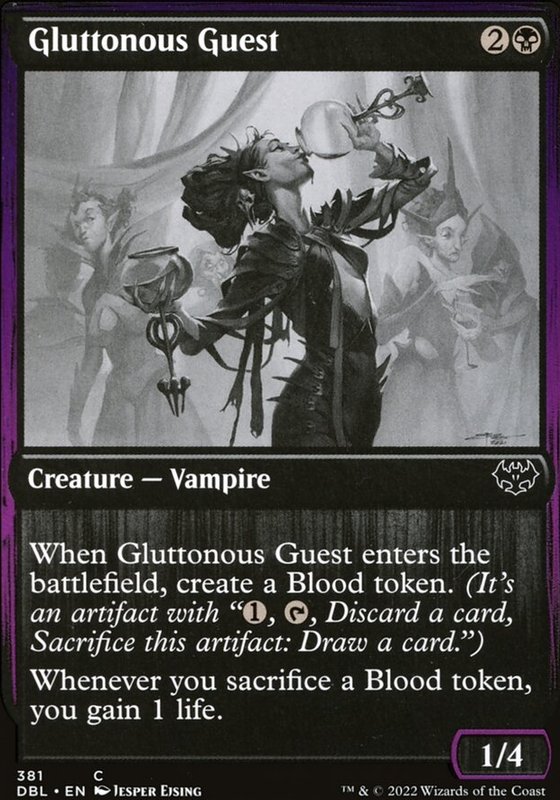 Gluttonous Guest 2
Creature — Vampire
When Gluttonous Guest enters the
battlefield, create a Blood token. (It's
an artifact with “1, , Discard a card,
Sacrifice this artifact: Draw a card.”)
Whenever you sacrifice a Blood token,
you gain 1 life.
1/4
381 C
DBL • EN Jesper Eising
™ & © 2022 Wizards of the Coast